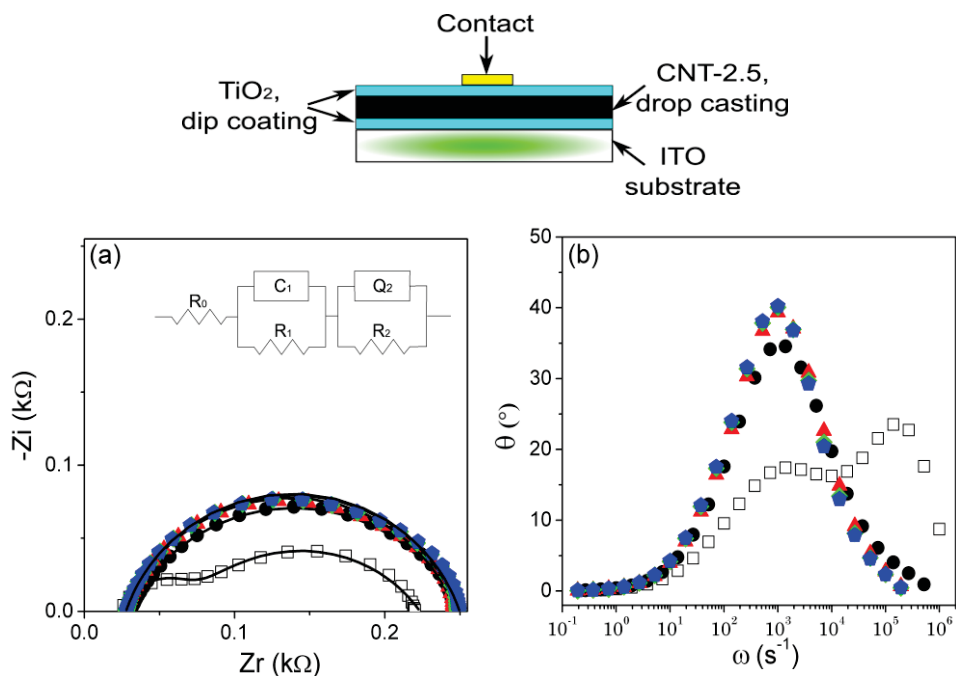 Contact
TiO₂,
dip coating
CNT-2.5,
drop casting
ITO
substrate
(a)
R₀
C₁
R₁
Q₂
R₂
-Zi (kΩ)
0.2
0.1
0.0
0.0 0.1 0.2
Zr (kΩ)
(b)
θ (°)
50
40
30
20
10
0
10⁻¹ 10⁰ 10¹ 10² 10³ 10⁴ 10⁵ 10⁶
ω (s⁻¹)